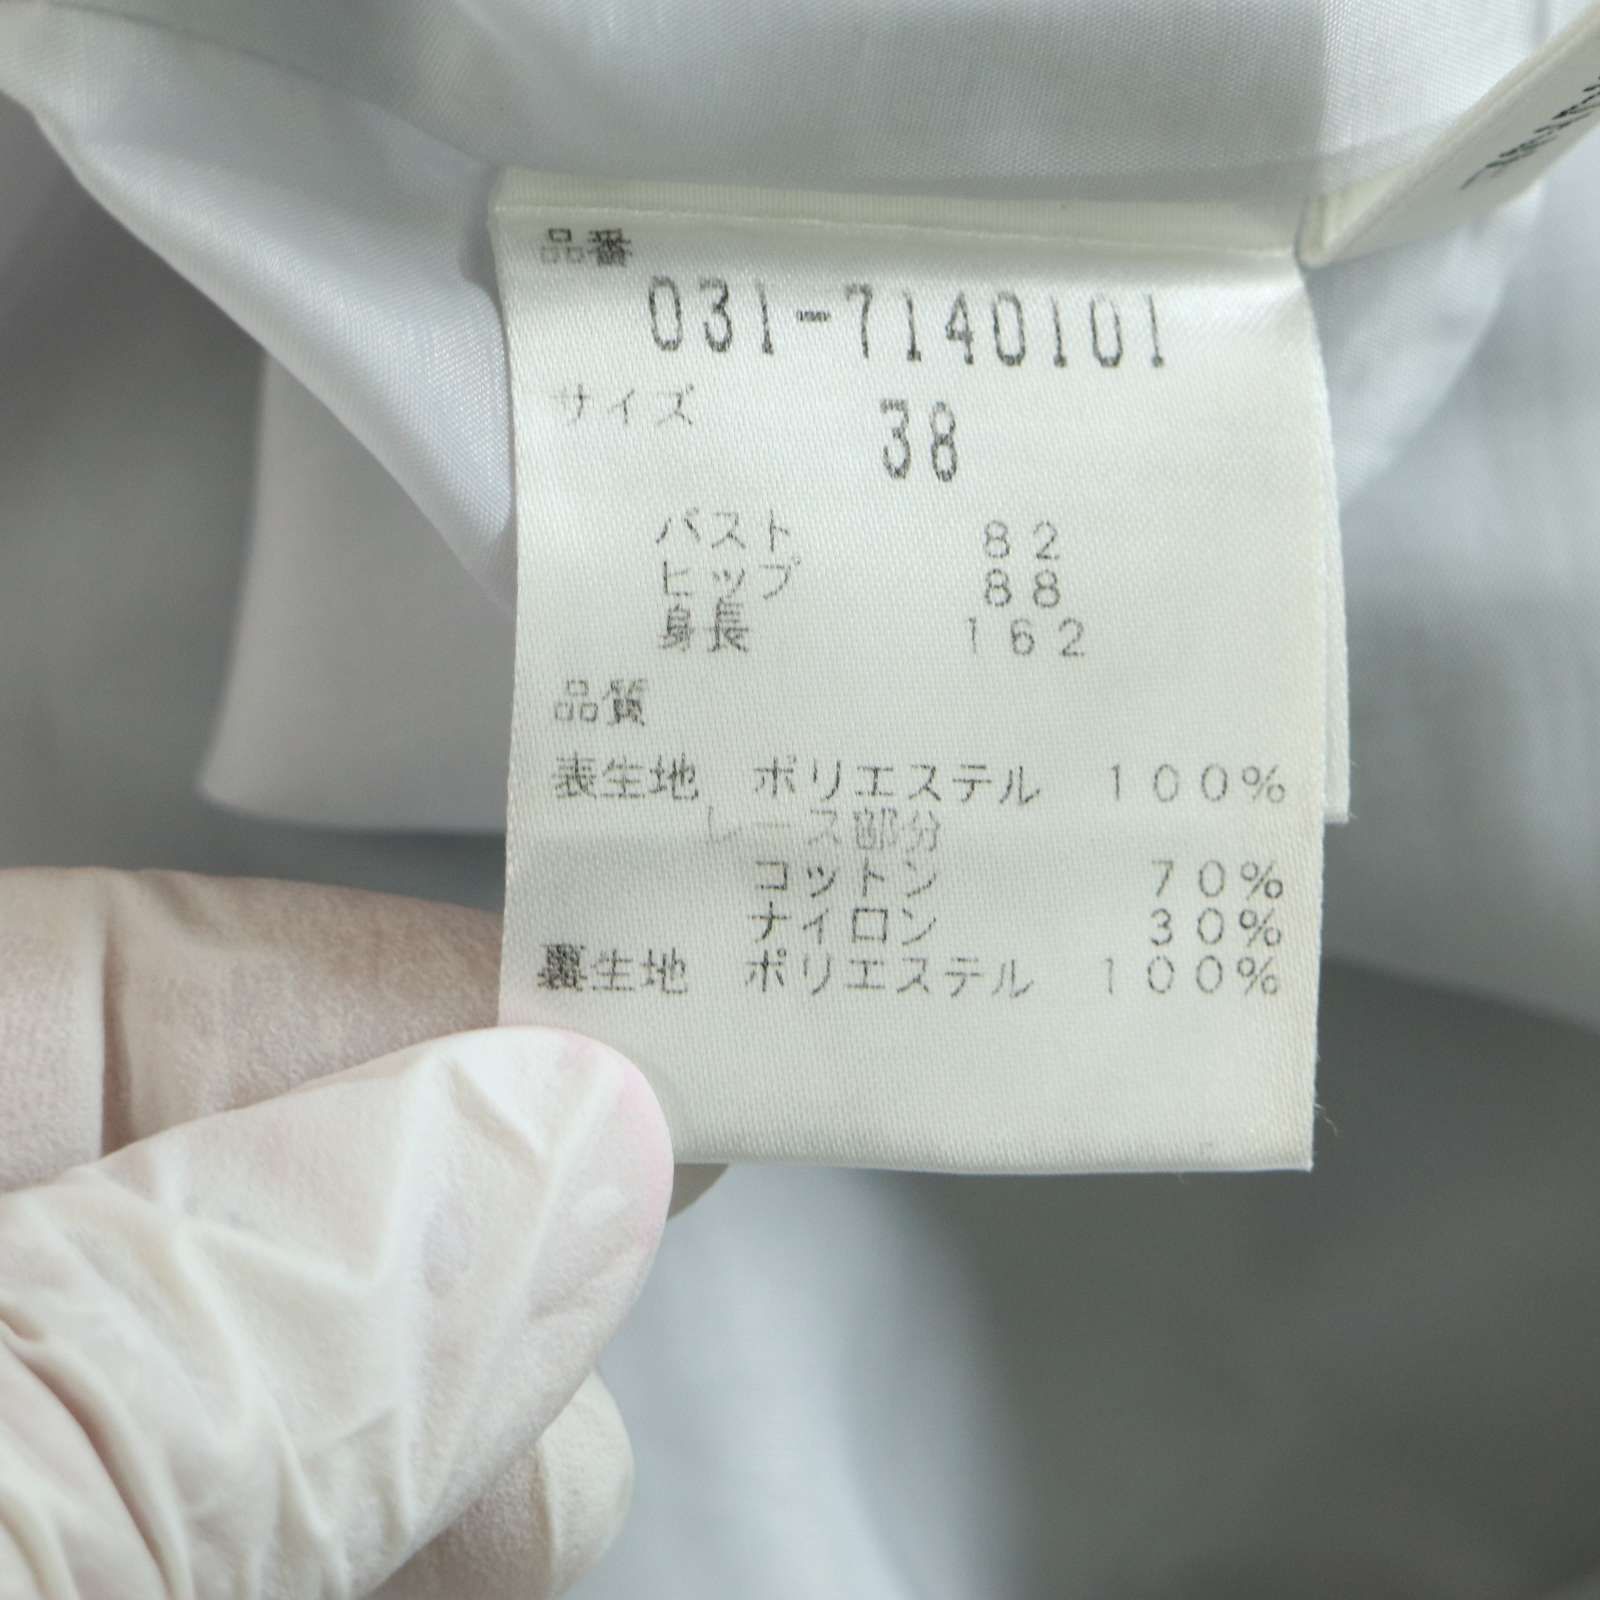 品番
031-7140101
サイズ 38
バスト 82
ヒップ 88
身長 162
品質
表生地 ポリエステル 100%
レース部分
コットン 70%
ナイロン 30%
裏生地 ポリエステル 100%